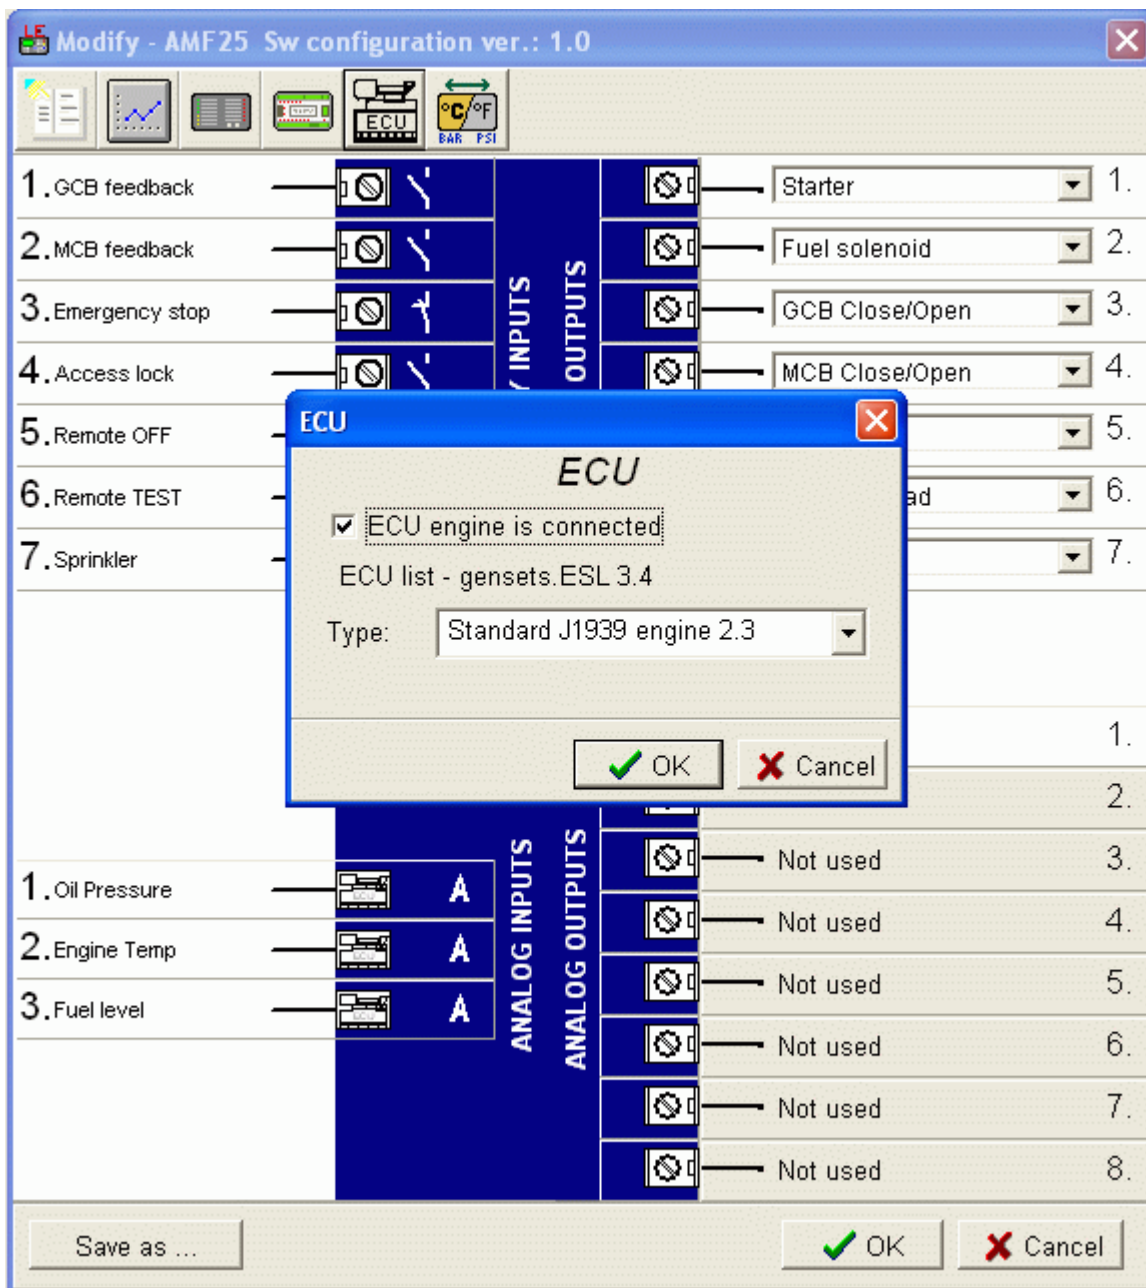 Modify - AMF25 Sw configuration ver.: 1.0
ECU
°C/°F
BAR PSI
1. GCB feedback
2. MCB feedback
3. Emergency stop
4. Access lock
5. Remote OFF
6. Remote TEST
7. Sprinkler
Y INPUTS
OUTPUTS
Starter 1.
Fuel solenoid 2.
GCB Close/Open 3.
MCB Close/Open 4.
5.
ad 6.
7.
ECU
ECU
ECU engine is connected
ECU list - gensets.ESL 3.4
Type: Standard J1939 engine 2.3
OK Cancel
1. Oil Pressure A
2. Engine Temp A
3. Fuel level A
ANALOG INPUTS
ANALOG OUTPUTS
1.
2.
Not used 3.
Not used 4.
Not used 5.
Not used 6.
Not used 7.
Not used 8.
Save as ... OK Cancel